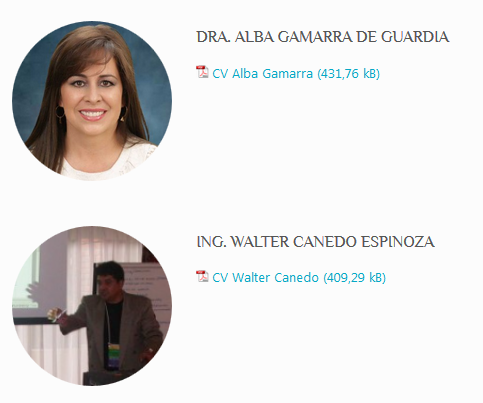 DRA. ALBA GAMARRA DE GUARDIA
CV Alba Gamarra (431,76 kB)
ING. WALTER CANEDO ESPINOZA
CV Walter Canedo (409,29 kB)